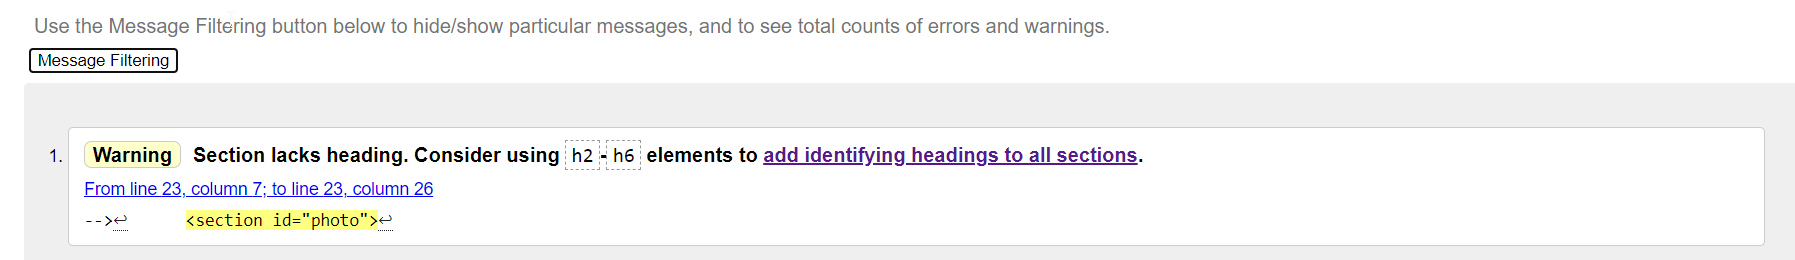 Use the Message Filtering button below to hide/show particular messages, and to see total counts of errors and warnings.
Message Filtering
1. Warning Section lacks heading. Consider using h2-h6 elements to add identifying headings to all sections.
From line 23, column 7; to line 23, column 26
-->↩ <section id="photo">↩